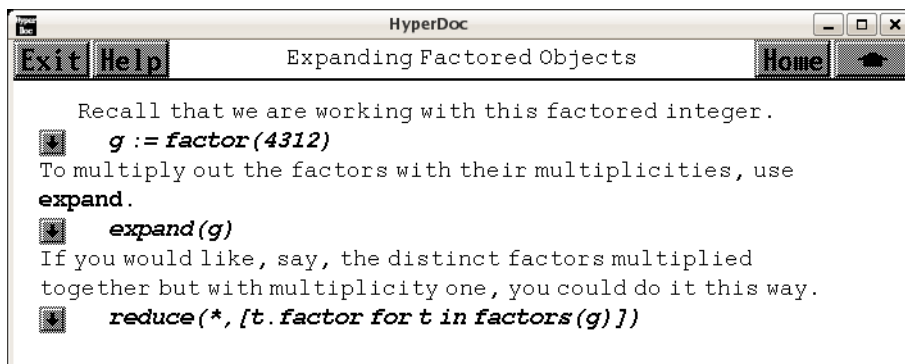 Hyper Doc
HyperDoc
Exit Help Expanding Factored Objects Home
Recall that we are working with this factored integer.
g := factor(4312)
To multiply out the factors with their multiplicities, use
expand.
expand(g)
If you would like, say, the distinct factors multiplied
together but with multiplicity one, you could do it this way.
reduce(*,[t.factor for t in factors(g)])